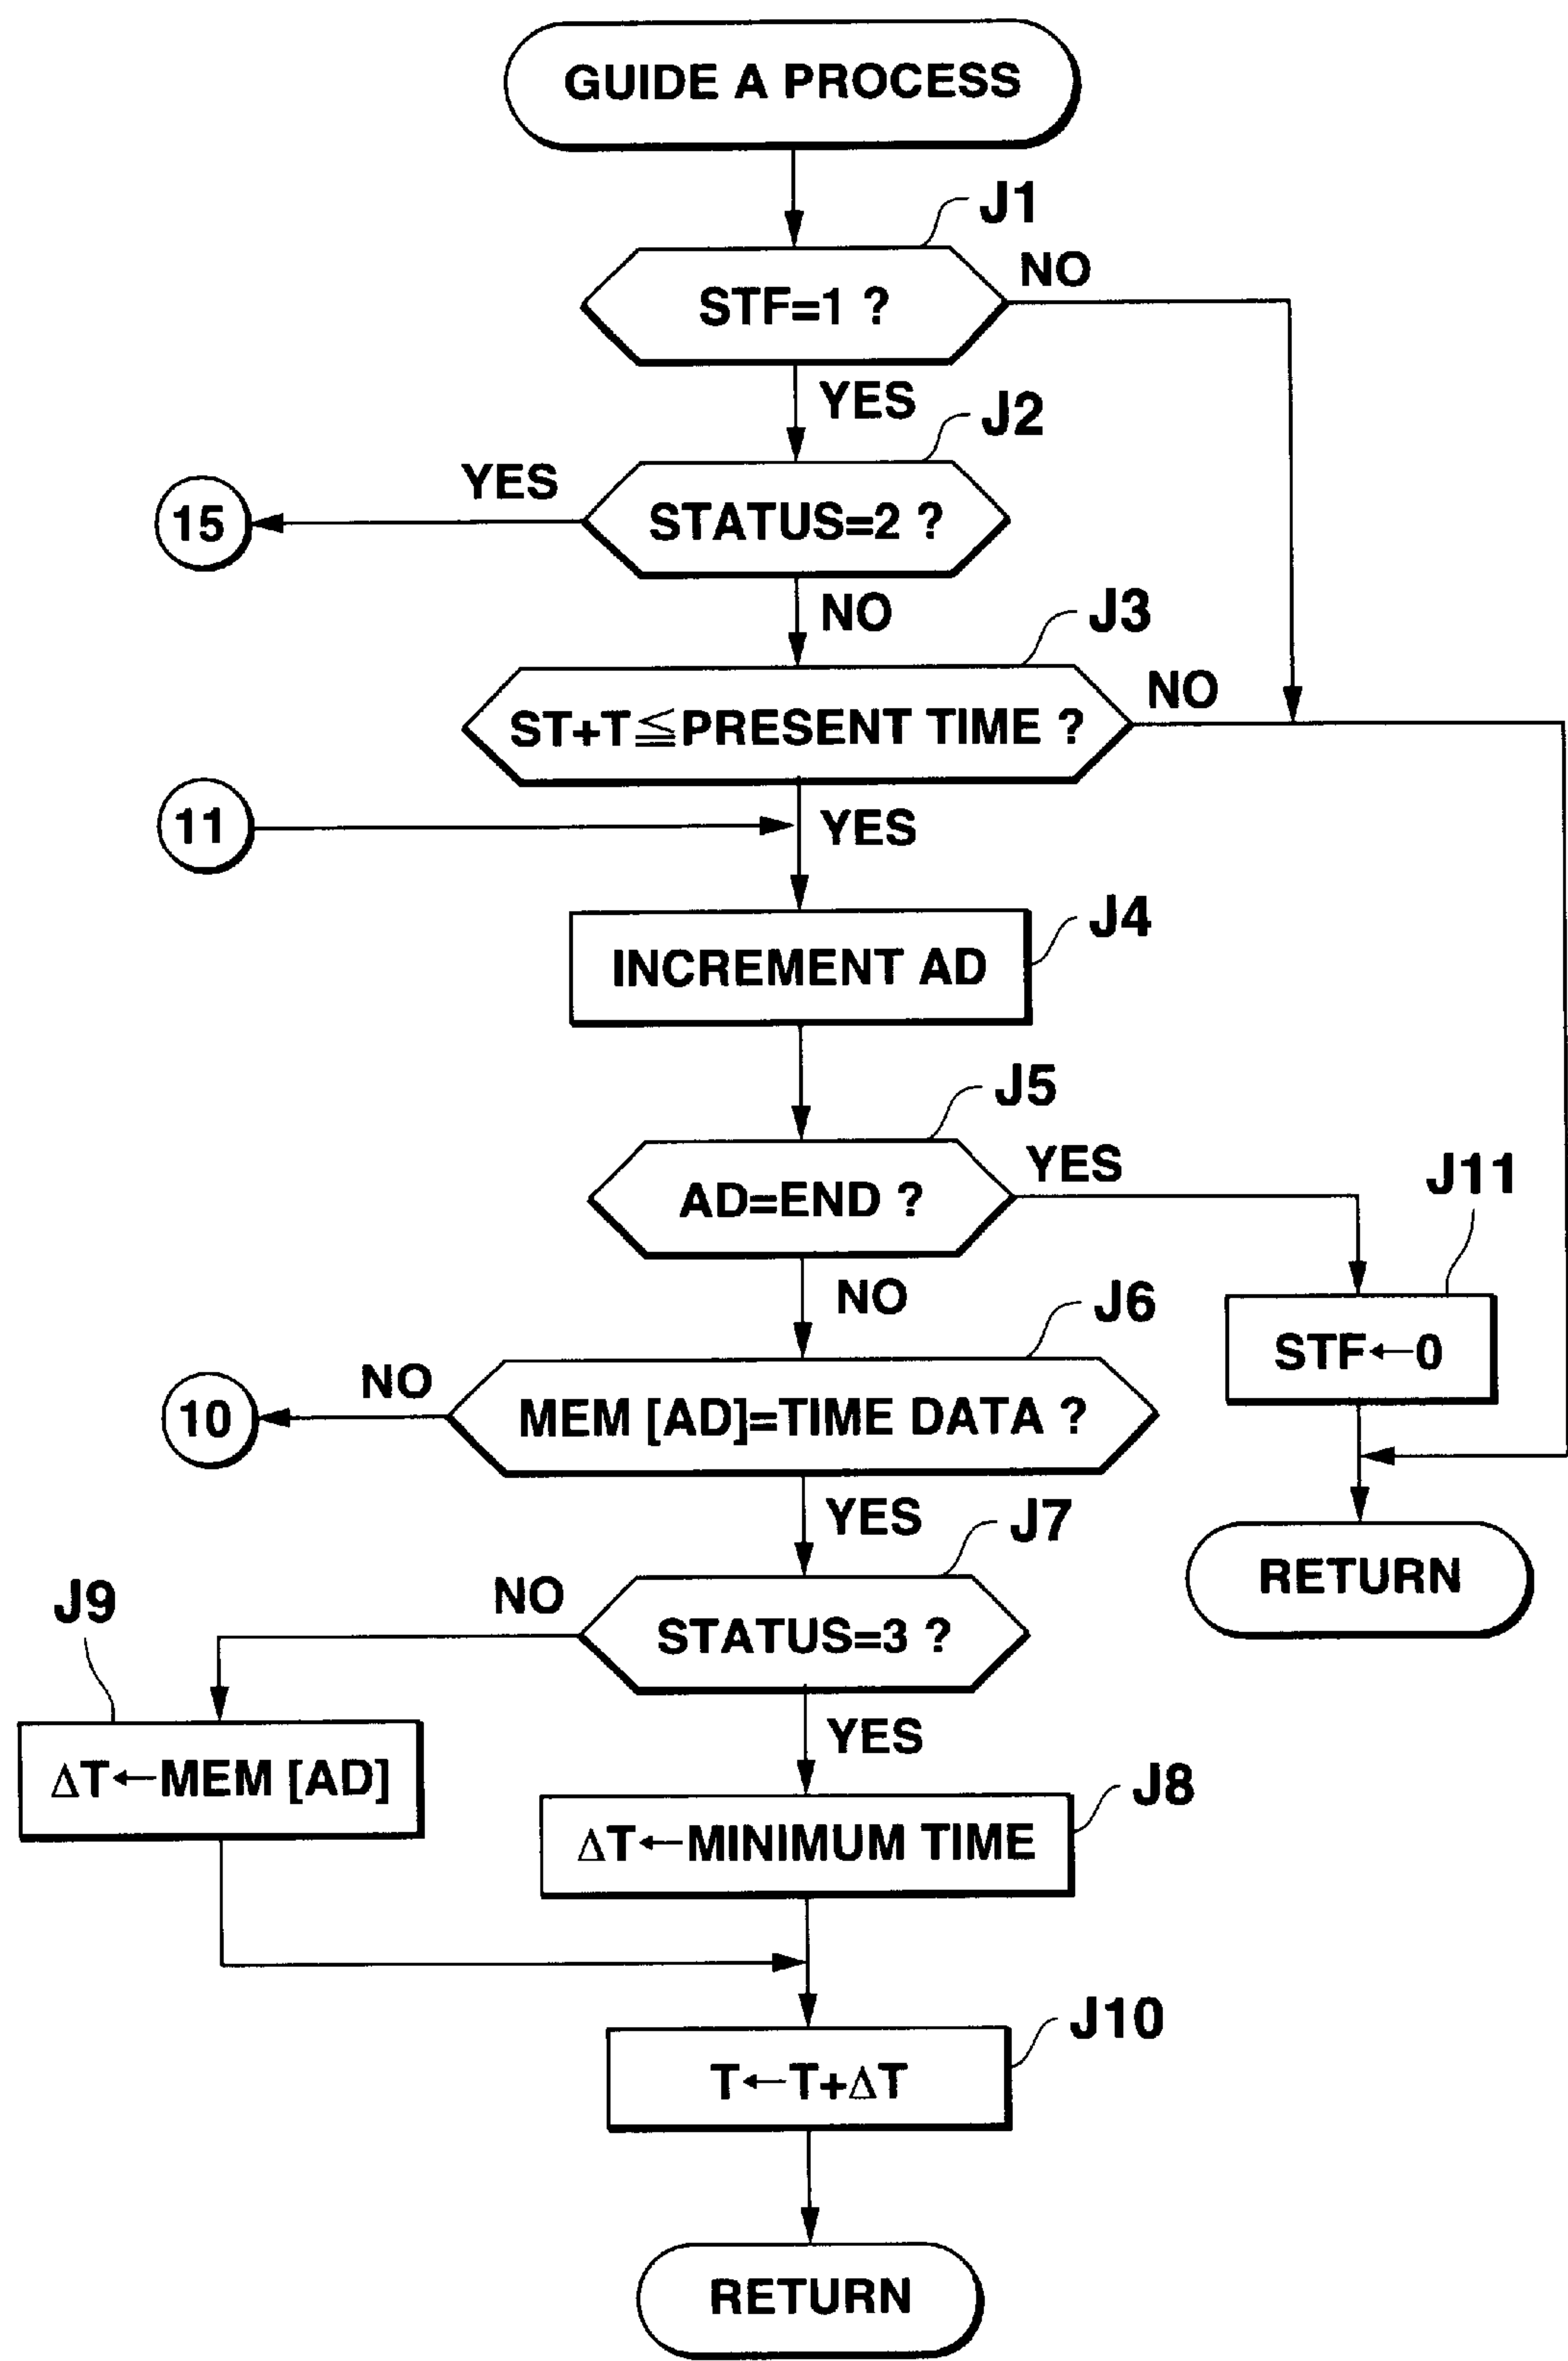 GUIDE A PROCESS
J1
STF=1 ?
NO
YES
J2
YES
15
STATUS=2 ?
NO
J3
ST+T≦PRESENT TIME ?
NO
11
YES
J4
INCREMENT AD
J5
AD=END ?
YES
J11
NO
J6
STF←0
NO
10
MEM [AD]=TIME DATA ?
YES
J7
RETURN
J9
NO
STATUS=3 ?
YES
ΔT←MEM [AD]
J8
ΔT←MINIMUM TIME
J10
T←T+ΔT
RETURN